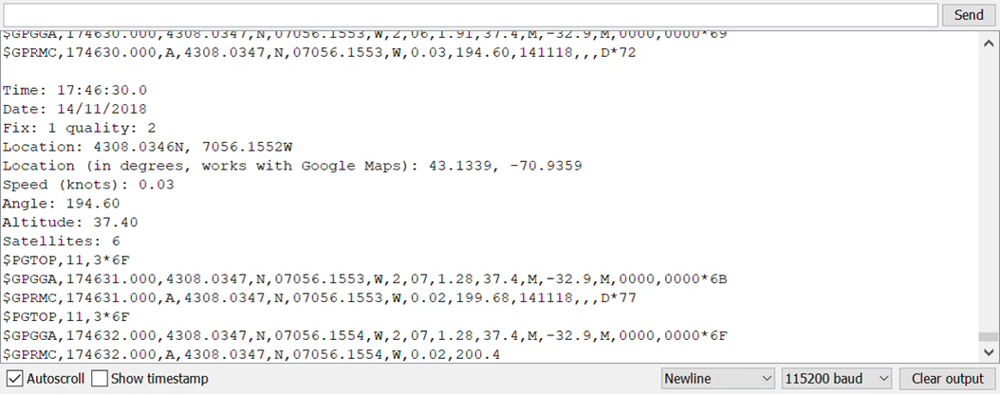 Send
$GPGGA,174630.000,4308.0347,N,07056.1553,W,2,06,1.91,37.4,M,-32.9,M,0000,0000*69
$GPRMC,174630.000,A,4308.0347,N,07056.1553,W,0.03,194.60,141118,,,D*72
Time: 17:46:30.0
Date: 14/11/2018
Fix: 1 quality: 2
Location: 4308.0346N, 7056.1552W
Location (in degrees, works with Google Maps): 43.1339, -70.9359
Speed (knots): 0.03
Angle: 194.60
Altitude: 37.40
Satellites: 6
$PGTOP,11,3*6F
$GPGGA,174631.000,4308.0347,N,07056.1553,W,2,07,1.28,37.4,M,-32.9,M,0000,0000*6B
$GPRMC,174631.000,A,4308.0347,N,07056.1553,W,0.02,199.68,141118,,,D*77
$PGTOP,11,3*6F
$GPGGA,174632.000,4308.0347,N,07056.1554,W,2,07,1.28,37.4,M,-32.9,M,0000,0000*6F
$GPRMC,174632.000,A,4308.0347,N,07056.1554,W,0.02,200.4
Autoscroll Show timestamp Newline 115200 baud Clear output